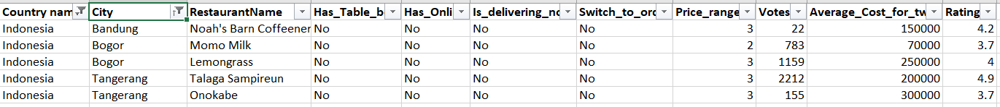 Country nam City RestaurantName Has_Table_b Has_Onli Is_delivering_no Switch_to_ord Price_range Votes Average_Cost_for_tw Rating
Indonesia Bandung Noah's Barn Coffeener No No No No 3 22 150000 4.2
Indonesia Bogor Momo Milk No No No No 2 783 70000 3.7
Indonesia Bogor Lemongrass No No No No 3 1159 250000 4
Indonesia Tangerang Talaga Sampireun No No No No 3 2212 200000 4.9
Indonesia Tangerang Onokabe No No No No 3 155 300000 3.7